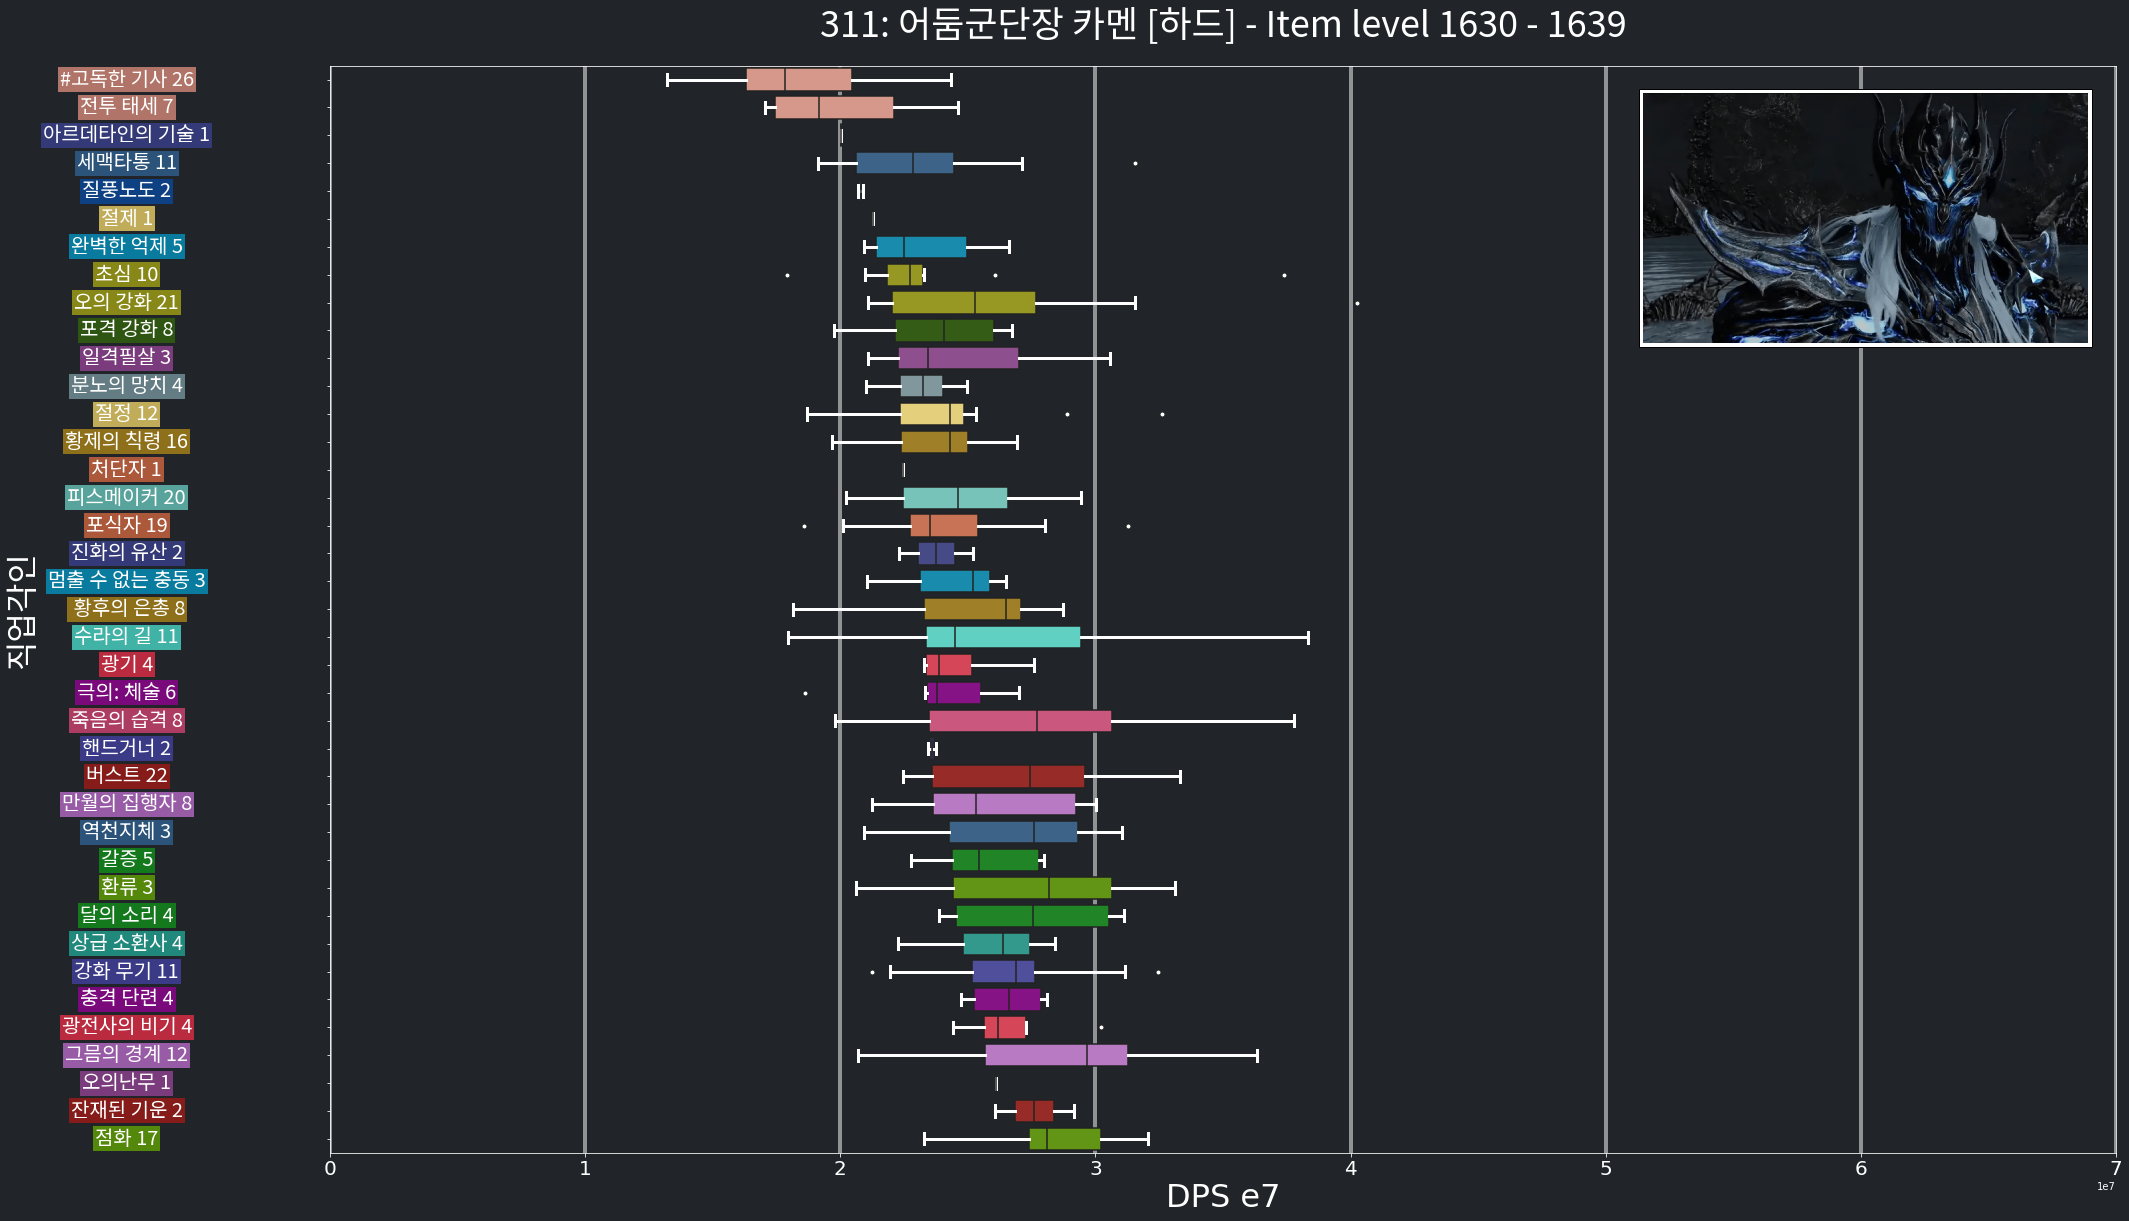 311: 어둠군단장 카멘 [하드] - Item level 1630 - 1639
#고독한 기사 26
전투 태세 7
아르데타인의 기술 1
세맥타통 11
질풍노도 2
절제 1
완벽한 억제 5
초심 10
오의 강화 21
포격 강화 8
일격필살 3
분노의 망치 4
절정 12
황제의 칙령 16
처단자 1
피스메이커 20
포식자 19
진화의 유산 2
멈출 수 없는 충동 3
황후의 은총 8
수라의 길 11
광기 4
극의: 체술 6
죽음의 습격 8
핸드거너 2
버스트 22
만월의 집행자 8
역천지체 3
갈증 5
환류 3
달의 소리 4
상급 소환사 4
강화 무기 11
충격 단련 4
광전사의 비기 4
그믐의 경계 12
오의난무 1
잔재된 기운 2
점화 17
직업각인
0 1 2 3 4 5 6 7
1e7
DPS e7